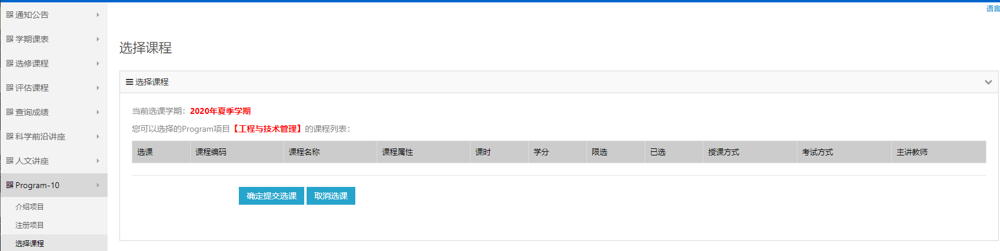 语言
通知公告
学期课表
选修课程
评估课程
查询成绩
科学前沿讲座
人文讲座
Program-10
介绍项目
注册项目
选择课程
选择课程
选择课程
当前选课学期：2020年夏季学期
您可以选择的Program项目【工程与技术管理】的课程列表：
选课 课程编码 课程名称 课程属性 课时 学分 限选 已选 授课方式 考试方式 主讲教师
确定提交选课 取消选课